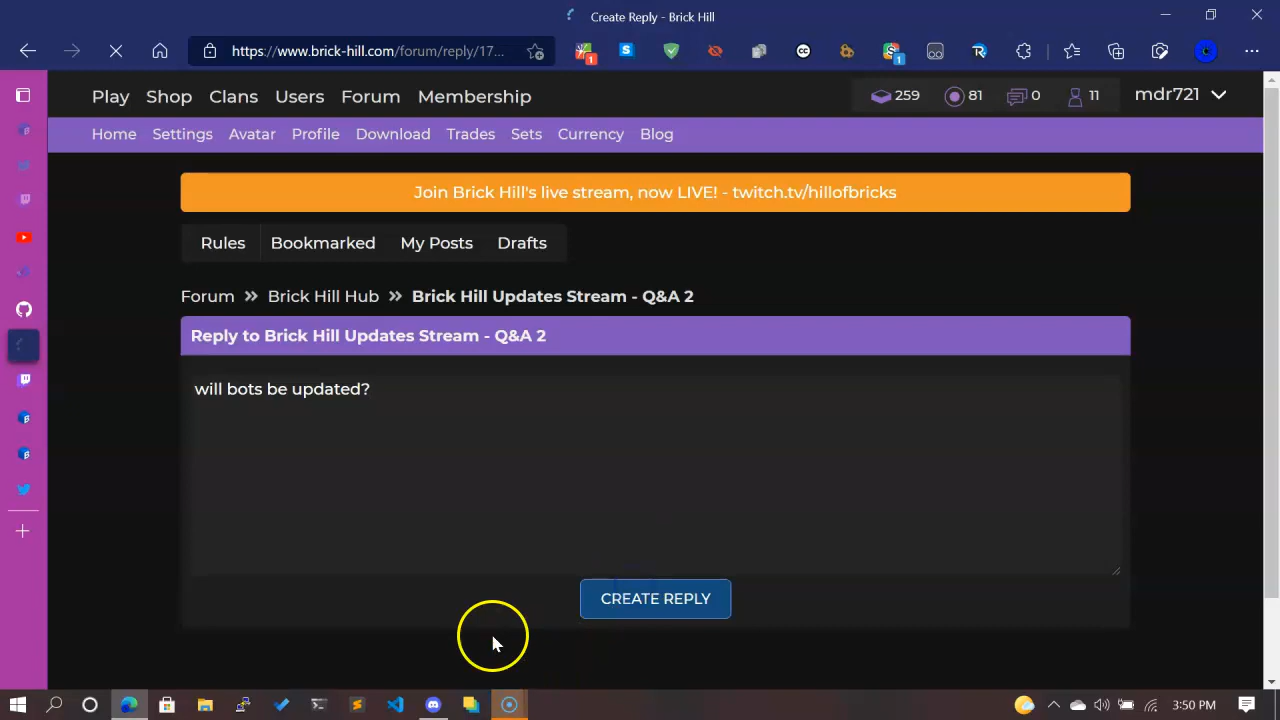 Create Reply - Brick Hill
https://www.brick-hill.com/forum/reply/17...
1
1
Play Shop Clans Users Forum Membership
259 81 0 11 mdr721
Home Settings Avatar Profile Download Trades Sets Currency Blog
Join Brick Hill's live stream, now LIVE! - twitch.tv/hillofbricks
Rules Bookmarked My Posts Drafts
Forum » Brick Hill Hub » Brick Hill Updates Stream - Q&A 2
Reply to Brick Hill Updates Stream - Q&A 2
will bots be updated?
CREATE REPLY
3:50 PM